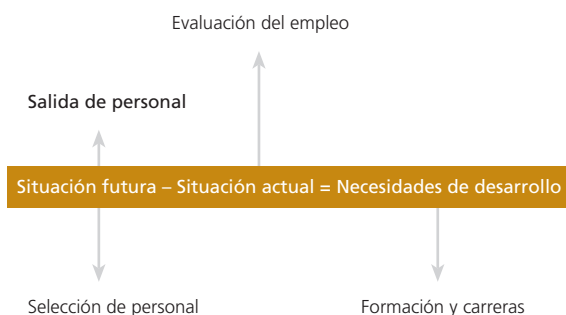 Evaluación del empleo
Salida de personal
Situación futura – Situación actual = Necesidades de desarrollo
Selección de personal
Formación y carreras